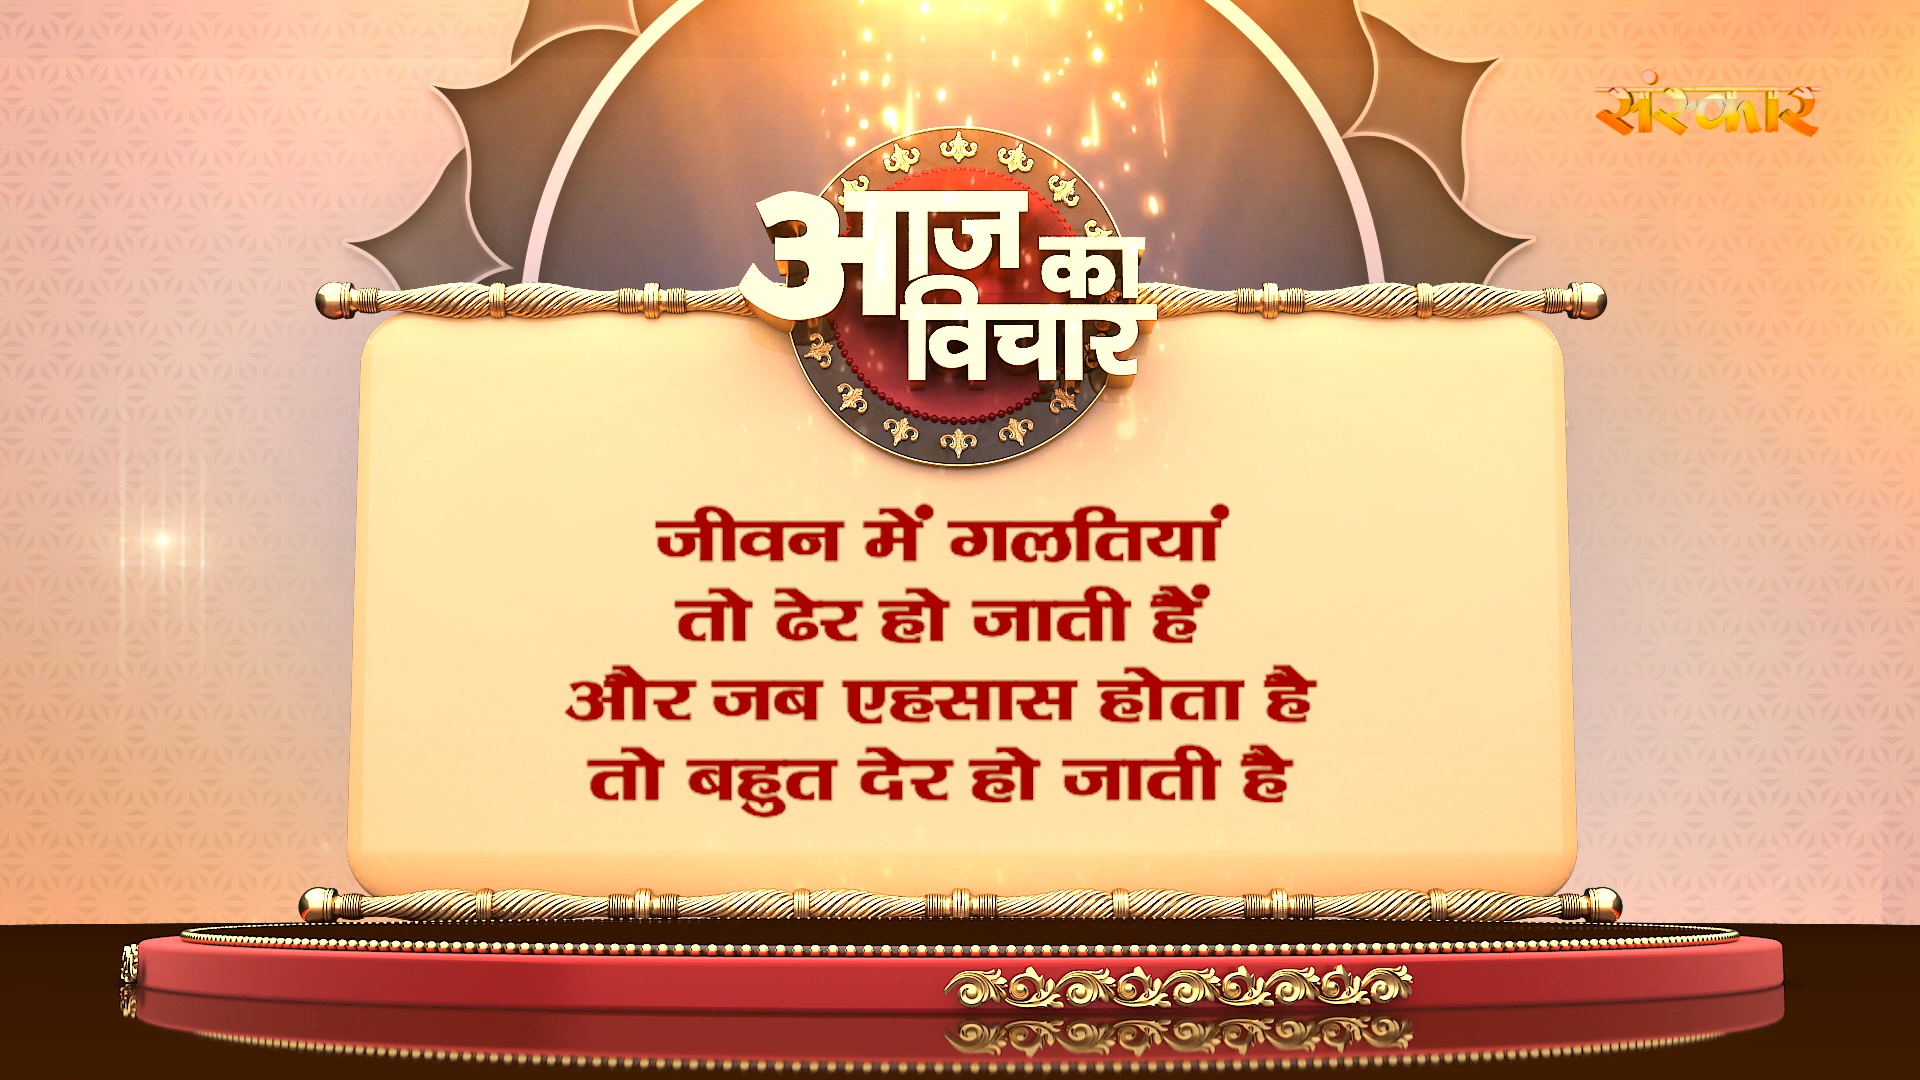 संस्कार
आज का
विचार
जीवन में गलतियां
तो ढेर हो जाती हैं
और जब एहसास होता है
तो बहुत देर हो जाती है